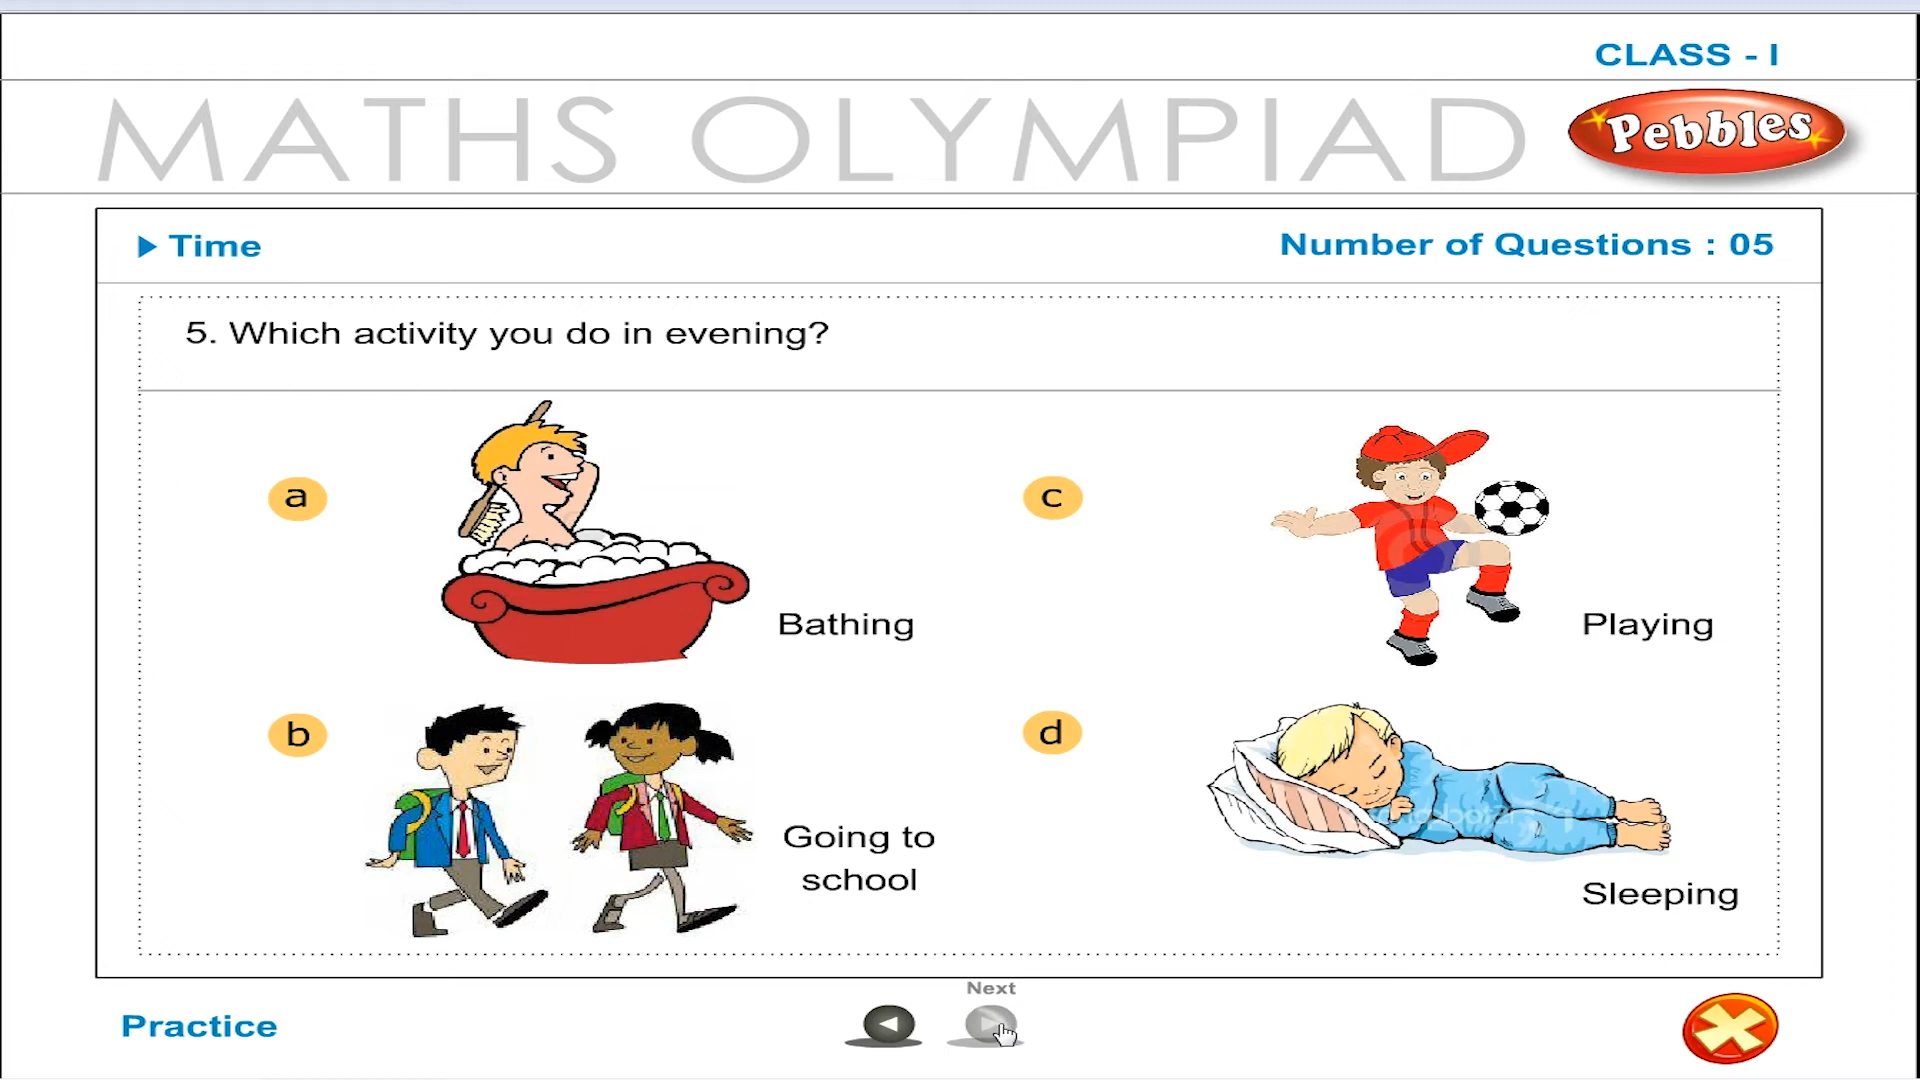 CLASS - I
MATHS OLYMPIAD
Pebbles
Time
Number of Questions : 05
5. Which activity you do in evening?
a
Bathing
c
Playing
b
Going to
school
d
Sleeping
Next
Practice